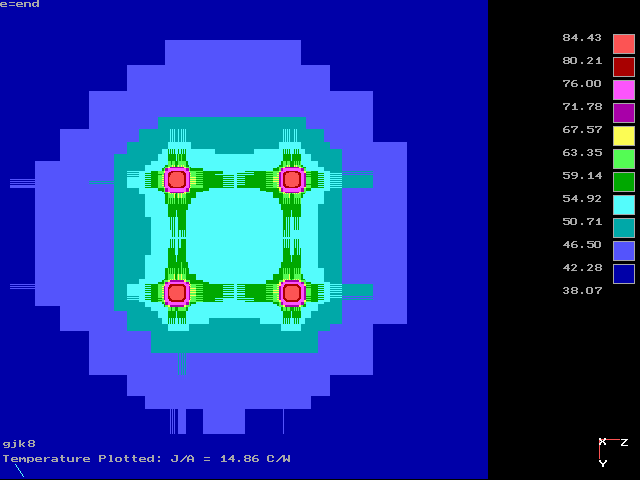 e=end
84.43
80.21
76.00
71.78
67.57
63.35
59.14
54.92
50.71
46.50
42.28
38.07
gjk8
Temperature Plotted: J/A = 14.86 C/W
X Z
Y